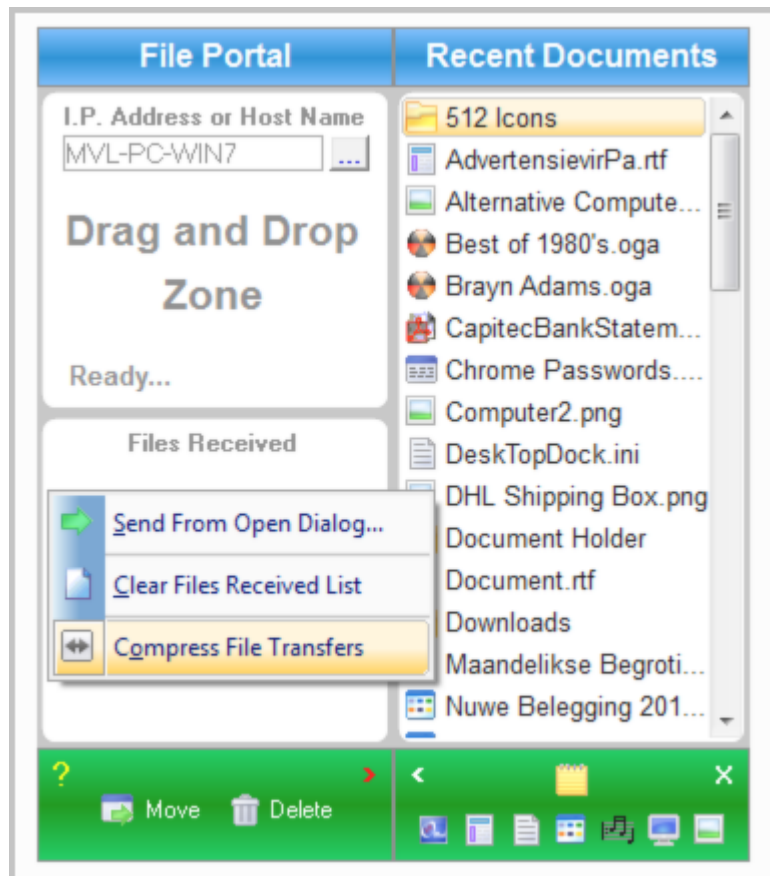 File Portal
I.P. Address or Host Name
MVL-PC-WIN7
...
Drag and Drop
Zone
Ready...
Files Received
Send From Open Dialog...
Clear Files Received List
Compress File Transfers
?
>
Move
Delete
Recent Documents
512 Icons
AdvertensievirPa.rtf
Alternative Compute...
Best of 1980's.oga
Brayn Adams.oga
CapitecBankStatem...
Chrome Passwords....
Computer2.png
DeskTopDock.ini
DHL Shipping Box.png
Document Holder
Document.rtf
Downloads
Maandelikse Begroti...
Nuwe Belegging 201...
<
X